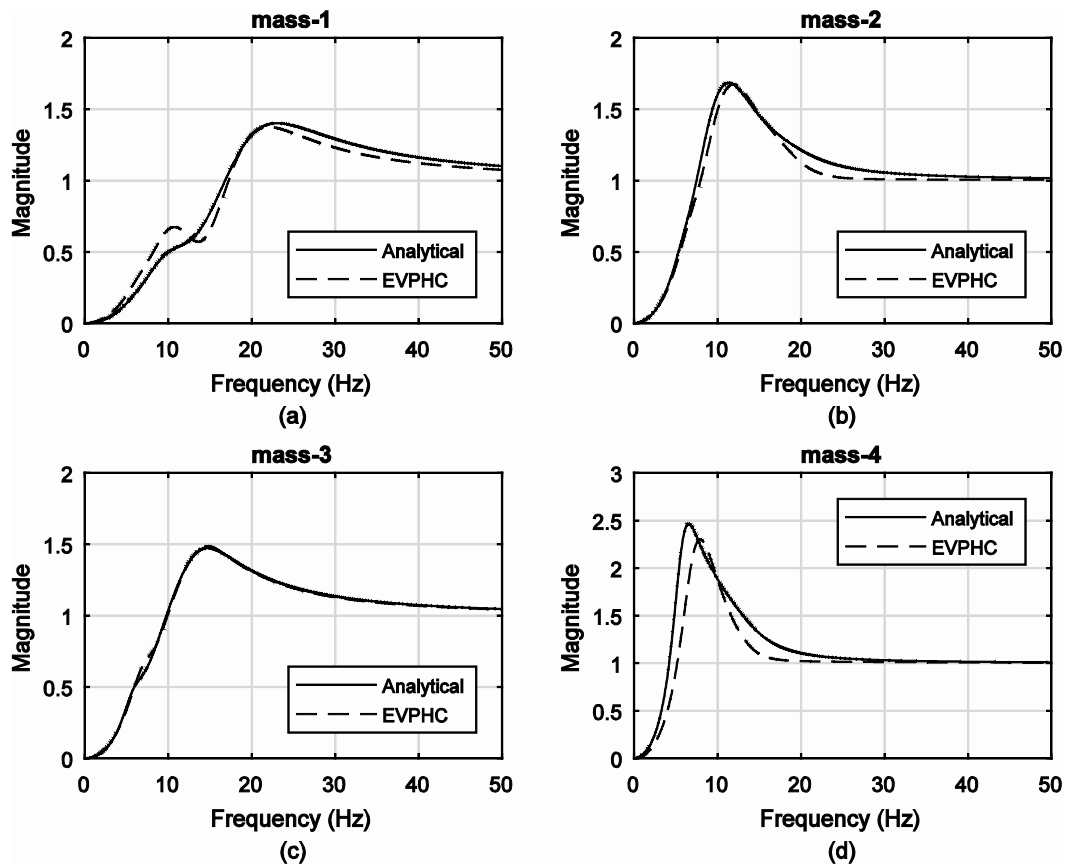 mass-1
2
1.5
1
0.5
0
Magnitude
Analytical
EVPHC
0 10 20 30 40 50
Frequency (Hz)
(a)
mass-2
2
1.5
1
0.5
0
Magnitude
Analytical
EVPHC
0 10 20 30 40 50
Frequency (Hz)
(b)
mass-3
2
1.5
1
0.5
0
Magnitude
Analytical
EVPHC
0 10 20 30 40 50
Frequency (Hz)
(c)
mass-4
3
2.5
2
1.5
1
0.5
0
Magnitude
Analytical
EVPHC
0 10 20 30 40 50
Frequency (Hz)
(d)